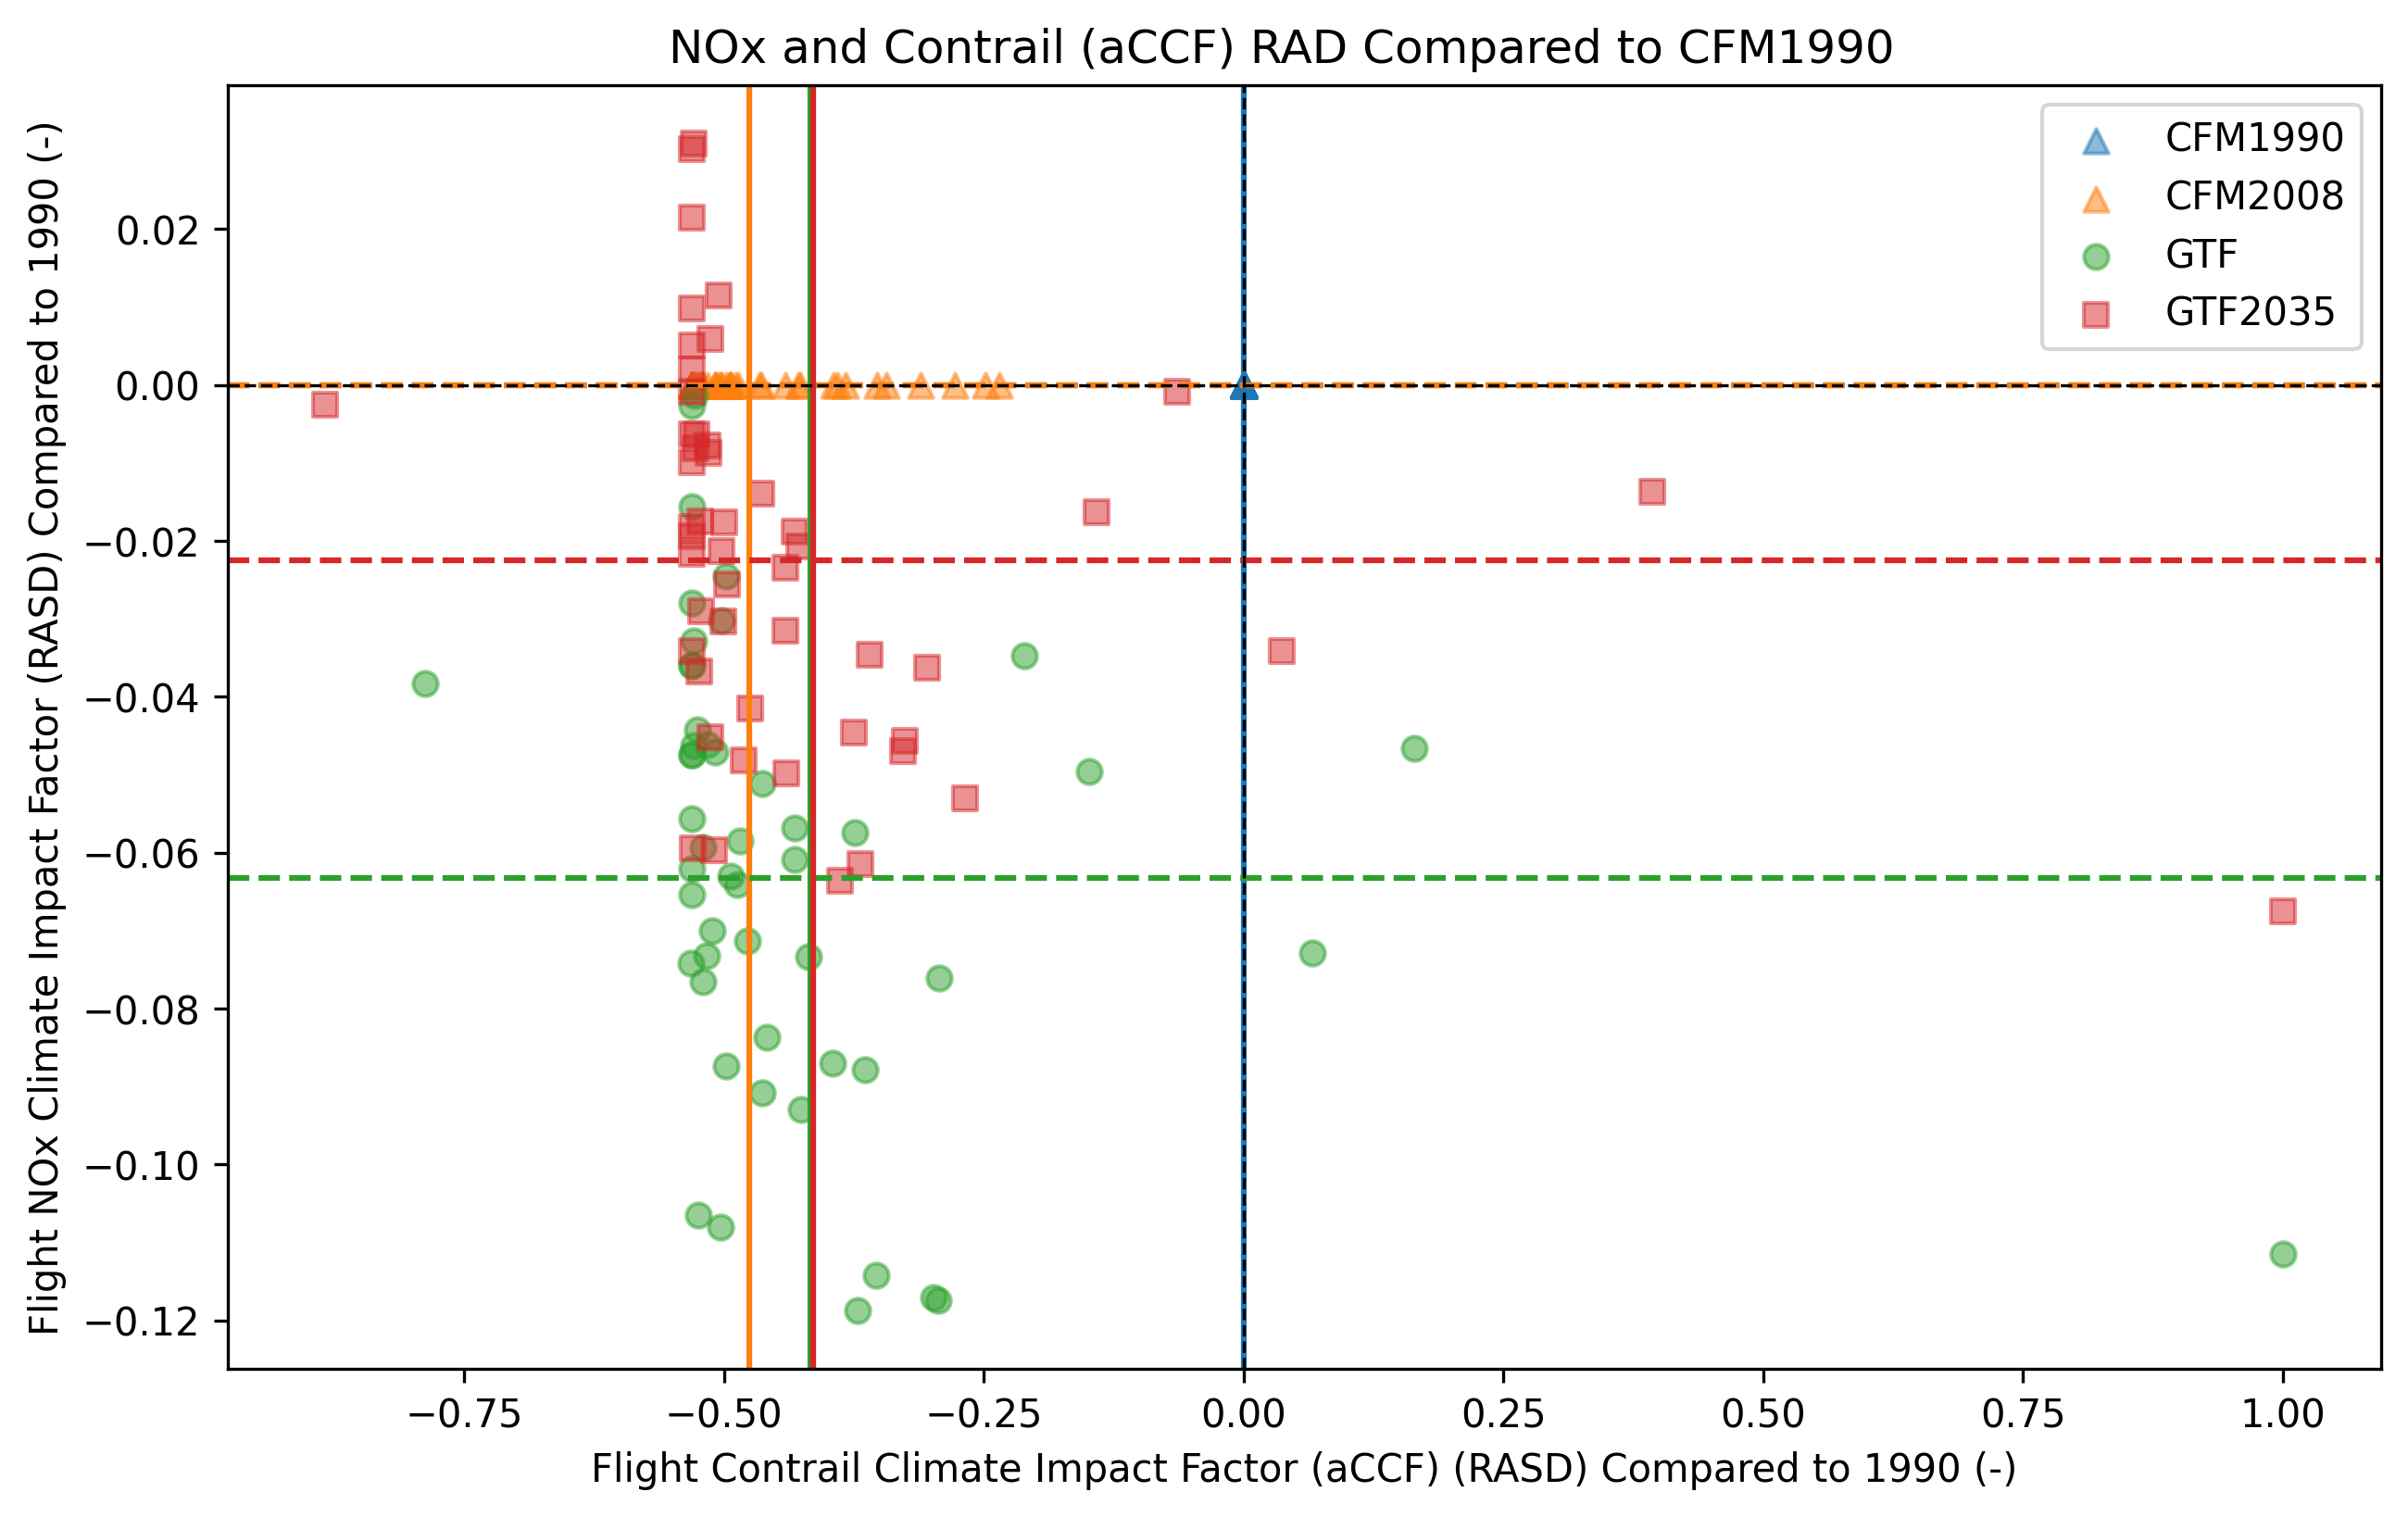 NOx and Contrail (aCCF) RAD Compared to CFM1990
Flight NOx Climate Impact Factor (RASD) Compared to 1990 (-)
0.02
0.00
−0.02
−0.04
−0.06
−0.08
−0.10
−0.12
CFM1990
CFM2008
GTF
GTF2035
−0.75 −0.50 −0.25 0.00 0.25 0.50 0.75 1.00
Flight Contrail Climate Impact Factor (aCCF) (RASD) Compared to 1990 (-)